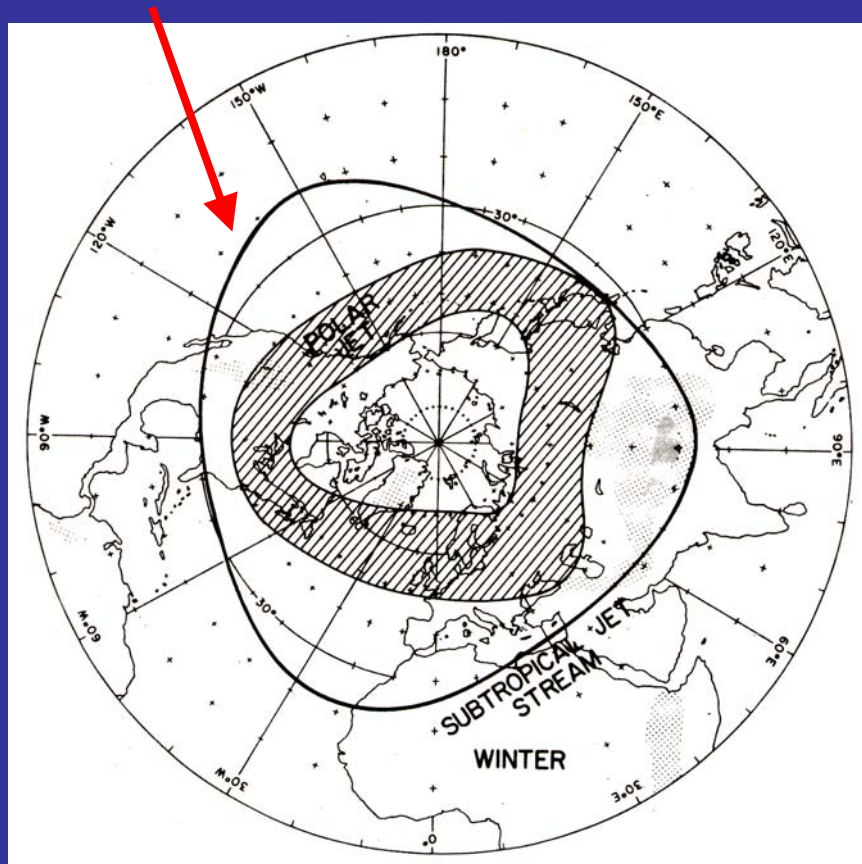 180°
150°W
150°E
30°
120°W
120°E
POLAR
JET
90°W
90°E
30°
60°W
60°E
SUBTROPICAL JET
STREAM
WINTER
30°W
30°E
0°